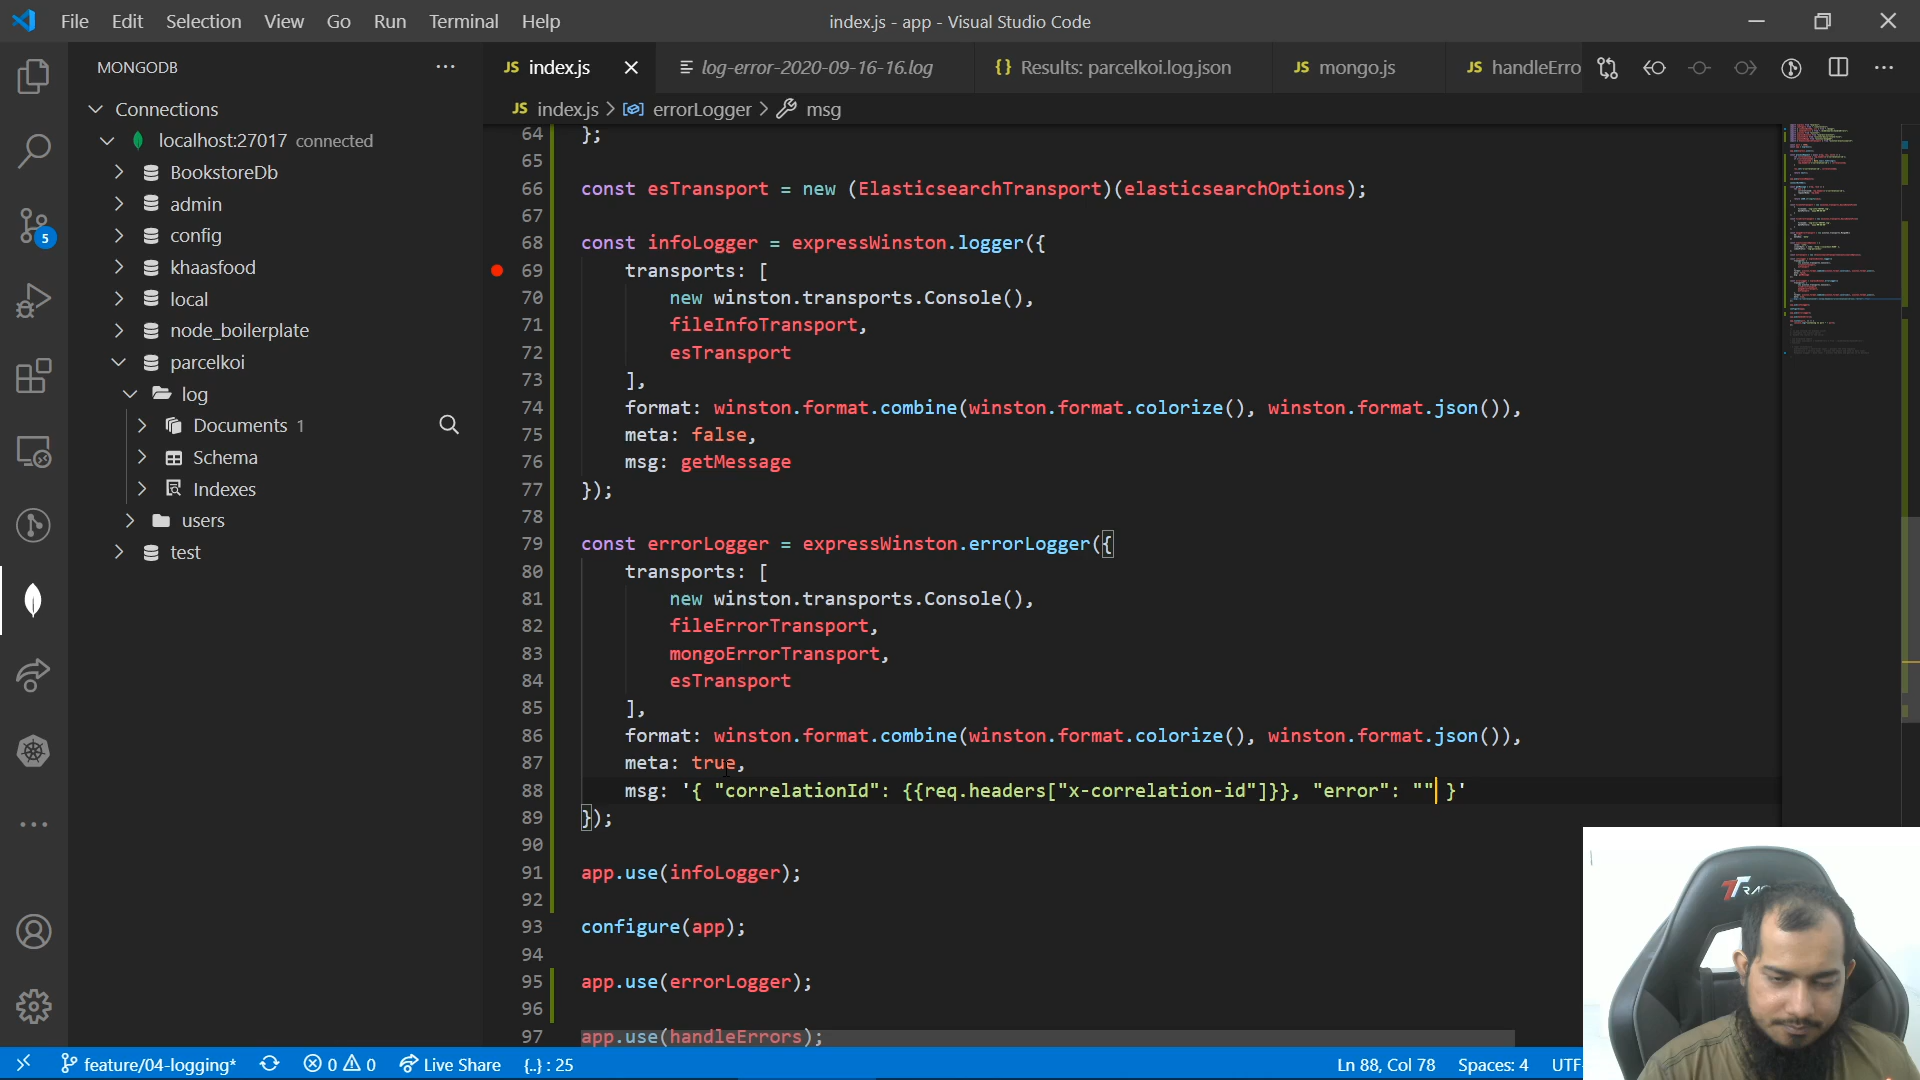 File Edit Selection View Go Run Terminal Help
index.js - app - Visual Studio Code
MONGODB
Connections
localhost:27017 connected
BookstoreDb
admin
config
khaasfood
local
node_boilerplate
parcelkoi
log
Documents 1
Schema
Indexes
users
test
5
JS index.js
log-error-2020-09-16-16.log
{} Results: parcelkoi.log.json
JS mongo.js
JS handleErro
JS index.js > errorLogger > msg
64 };
65
66 const esTransport = new (ElasticsearchTransport)(elasticsearchOptions);
67
68 const infoLogger = expressWinston.logger({
69 transports: [
70 new winston.transports.Console(),
71 fileInfoTransport,
72 esTransport
73 ],
74 format: winston.format.combine(winston.format.colorize(), winston.format.json()),
75 meta: false,
76 msg: getMessage
77 });
78
79 const errorLogger = expressWinston.errorLogger({
80 transports: [
81 new winston.transports.Console(),
82 fileErrorTransport,
83 mongoErrorTransport,
84 esTransport
85 ],
86 format: winston.format.combine(winston.format.colorize(), winston.format.json()),
87 meta: true,
88 msg: '{ "correlationId": {{req.headers["x-correlation-id"]}}, "error": "" }'
89 });
90
91 app.use(infoLogger);
92
93 configure(app);
94
95 app.use(errorLogger);
96
97 app.use(handleErrors);
feature/04-logging* 0 0 Live Share {..} : 25 Ln 88, Col 78 Spaces: 4 UTF